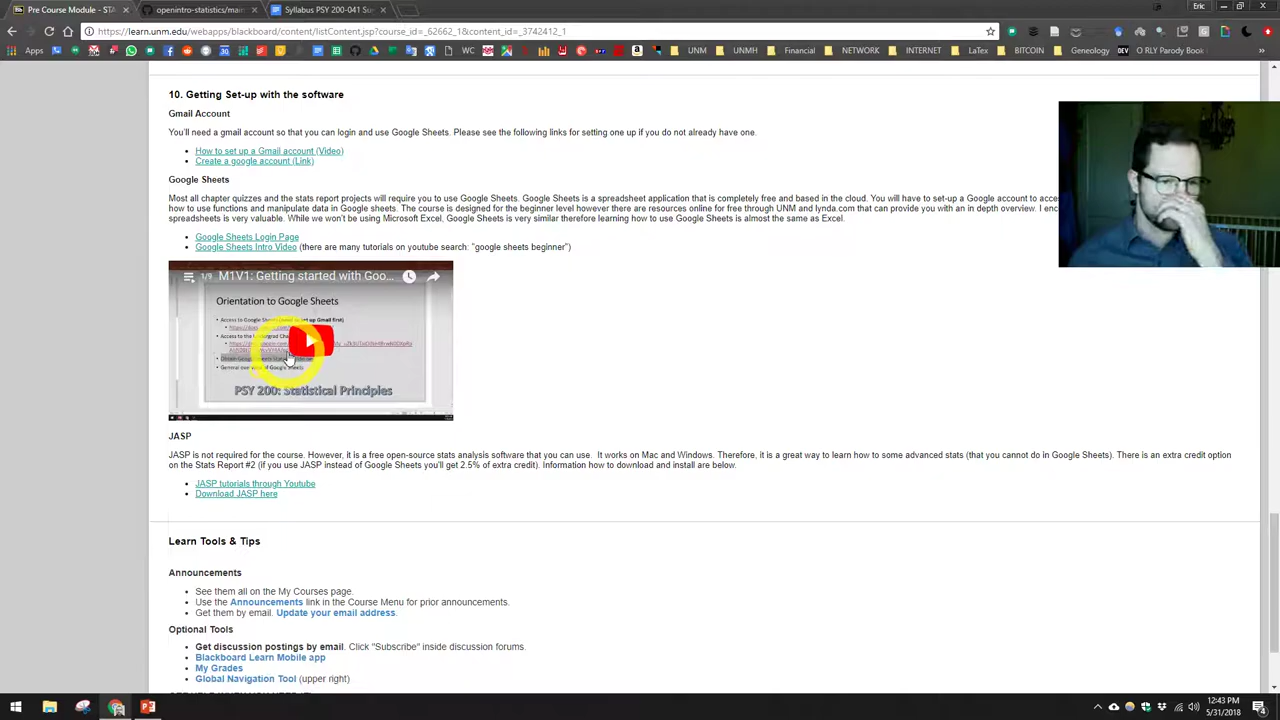 Pre Course Module – STA
openintro-statistics/main
Syllabus PSY 200-041 Su
Eric
https://learn.unm.edu/webapps/blackboard/content/listContent.jsp?course_id=_62662_1&content_id=_3742412_1
Apps
WC
UNM
UNMH
Financial
NETWORK
INTERNET
LaTex
BITCOIN
Geneology
DEV
O RLY Parody Book
10. Getting Set-up with the software
Gmail Account
You'll need a gmail account so that you can login and use Google Sheets. Please see the following links for setting one up if you do not already have one.
How to set up a Gmail account (Video)
Create a google account (Link)
Google Sheets
Most all chapter quizzes and the stats report projects will require you to use Google Sheets. Google Sheets is a spreadsheet application that is completely free and based in the cloud. You will have to set-up a Google account to acce
how to use functions and manipulate data in Google sheets. The course is designed for the beginner level however there are resources online for free through UNM and lynda.com that can provide you with an in depth overview. I enc
spreadsheets is very valuable. While we won't be using Microsoft Excel, Google Sheets is very similar therefore learning how to use Google Sheets is almost the same as Excel.
Google Sheets Login Page
Google Sheets Intro Video (there are many tutorials on youtube search: "google sheets beginner")
1/9 M1V1: Getting started with Goo...
Orientation to Google Sheets
PSY 200: Statistical Principles
JASP
JASP is not required for the course. However, it is a free open-source stats analysis software that you can use. It works on Mac and Windows. Therefore, it is a great way to learn how to some advanced stats (that you cannot do in Google Sheets). There is an extra credit option
on the Stats Report #2 (if you use JASP instead of Google Sheets you'll get 2.5% of extra credit). Information how to download and install are below.
JASP tutorials through Youtube
Download JASP here
Learn Tools & Tips
Announcements
See them all on the My Courses page.
Use the Announcements link in the Course Menu for prior announcements.
Get them by email. Update your email address.
Optional Tools
Get discussion postings by email. Click "Subscribe" inside discussion forums.
Blackboard Learn Mobile app
My Grades
Global Navigation Tool (upper right)
12:43 PM
5/31/2018